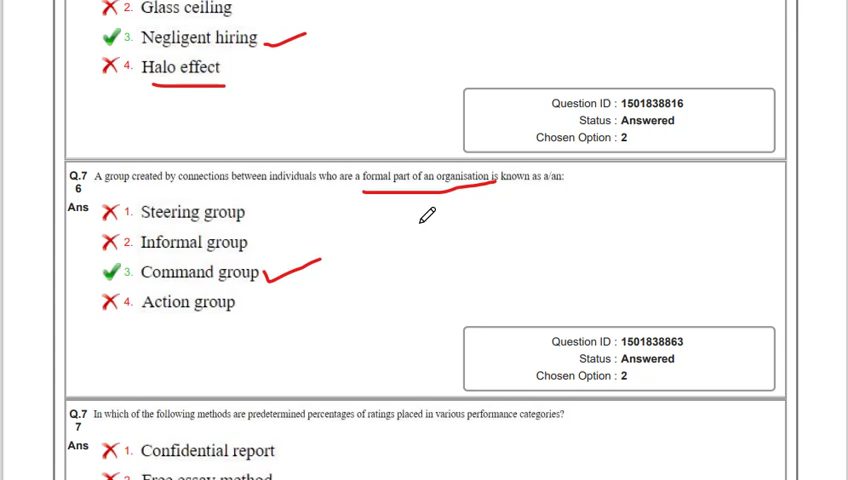 2. Glass ceiling
3. Negligent hiring
4. Halo effect
Question ID : 1501838816
Status : Answered
Chosen Option : 2
Q.7 A group created by connections between individuals who are a formal part of an organisation is known as a/an:
6
Ans 1. Steering group
2. Informal group
3. Command group
4. Action group
Question ID : 1501838863
Status : Answered
Chosen Option : 2
Q.7 In which of the following methods are predetermined percentages of ratings placed in various performance categories?
7
Ans 1. Confidential report
2. Free essay method